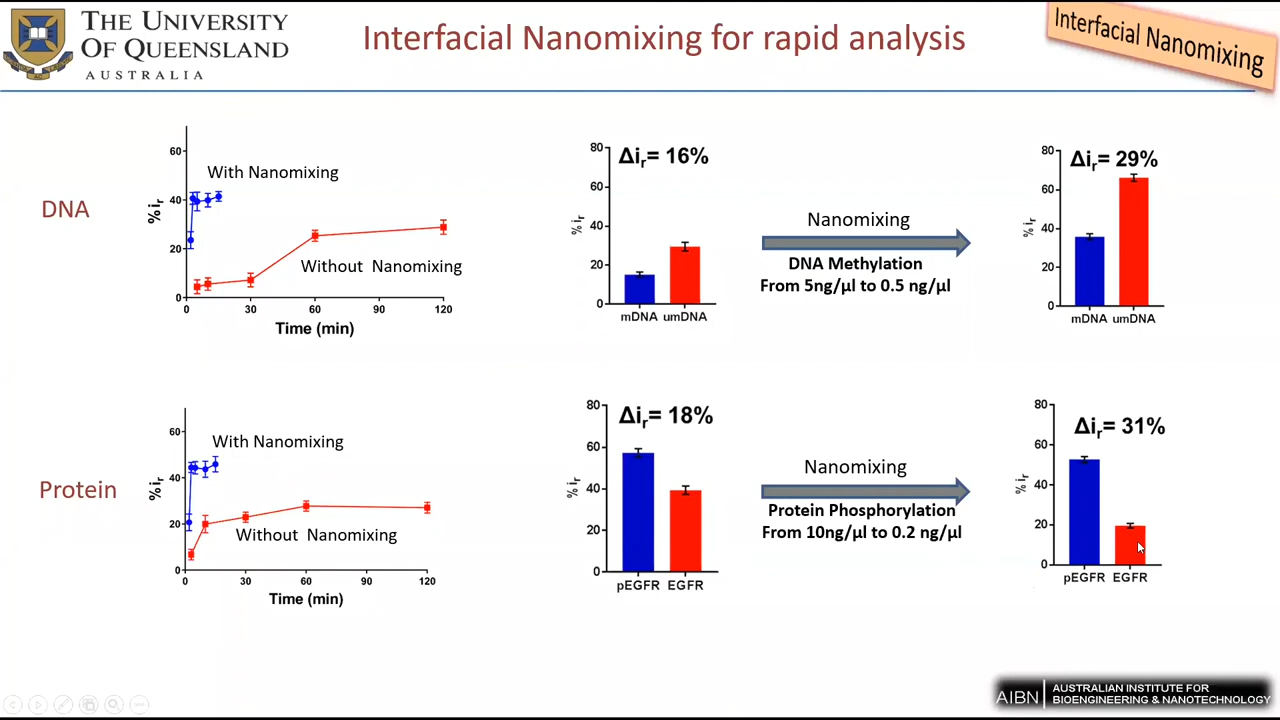 THE UNIVERSITY
OF QUEENSLAND
AUSTRALIA
Interfacial Nanomixing for rapid analysis
Interfacial Nanomixing
DNA
% ir
60
40
20
0
With Nanomixing
Without Nanomixing
0 30 60 90 120
Time (min)
% ir
80
60
40
20
0
Δir= 16%
mDNA umDNA
Nanomixing
DNA Methylation
From 5ng/µl to 0.5 ng/µl
% ir
80
60
40
20
0
Δir= 29%
mDNA umDNA
Protein
% ir
60
40
20
0
With Nanomixing
Without Nanomixing
0 30 60 90 120
Time (min)
% ir
80
60
40
20
0
Δir= 18%
pEGFR EGFR
Nanomixing
Protein Phosphorylation
From 10ng/µl to 0.2 ng/µl
% ir
80
60
40
20
0
Δir= 31%
pEGFR EGFR
AIBN
AUSTRALIAN INSTITUTE FOR
BIOENGINEERING & NANOTECHNOLOGY